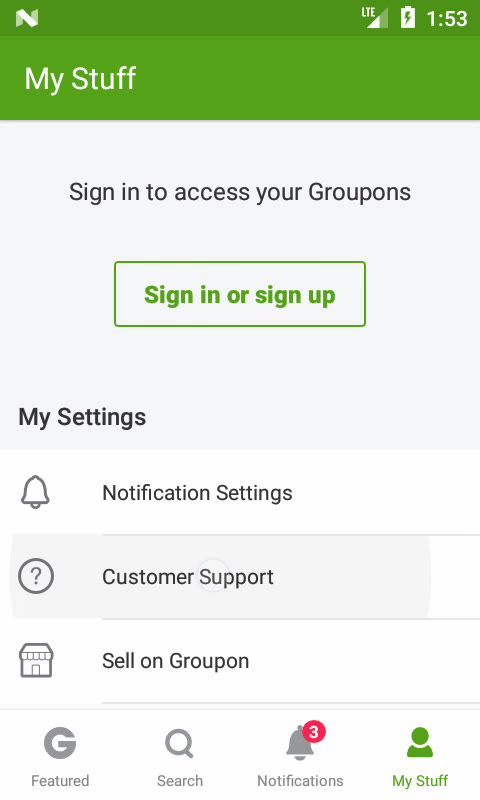 LTE 1:53
My Stuff
Sign in to access your Groupons
Sign in or sign up
My Settings
Notification Settings
Customer Support
Sell on Groupon
3
Featured Search Notifications My Stuff